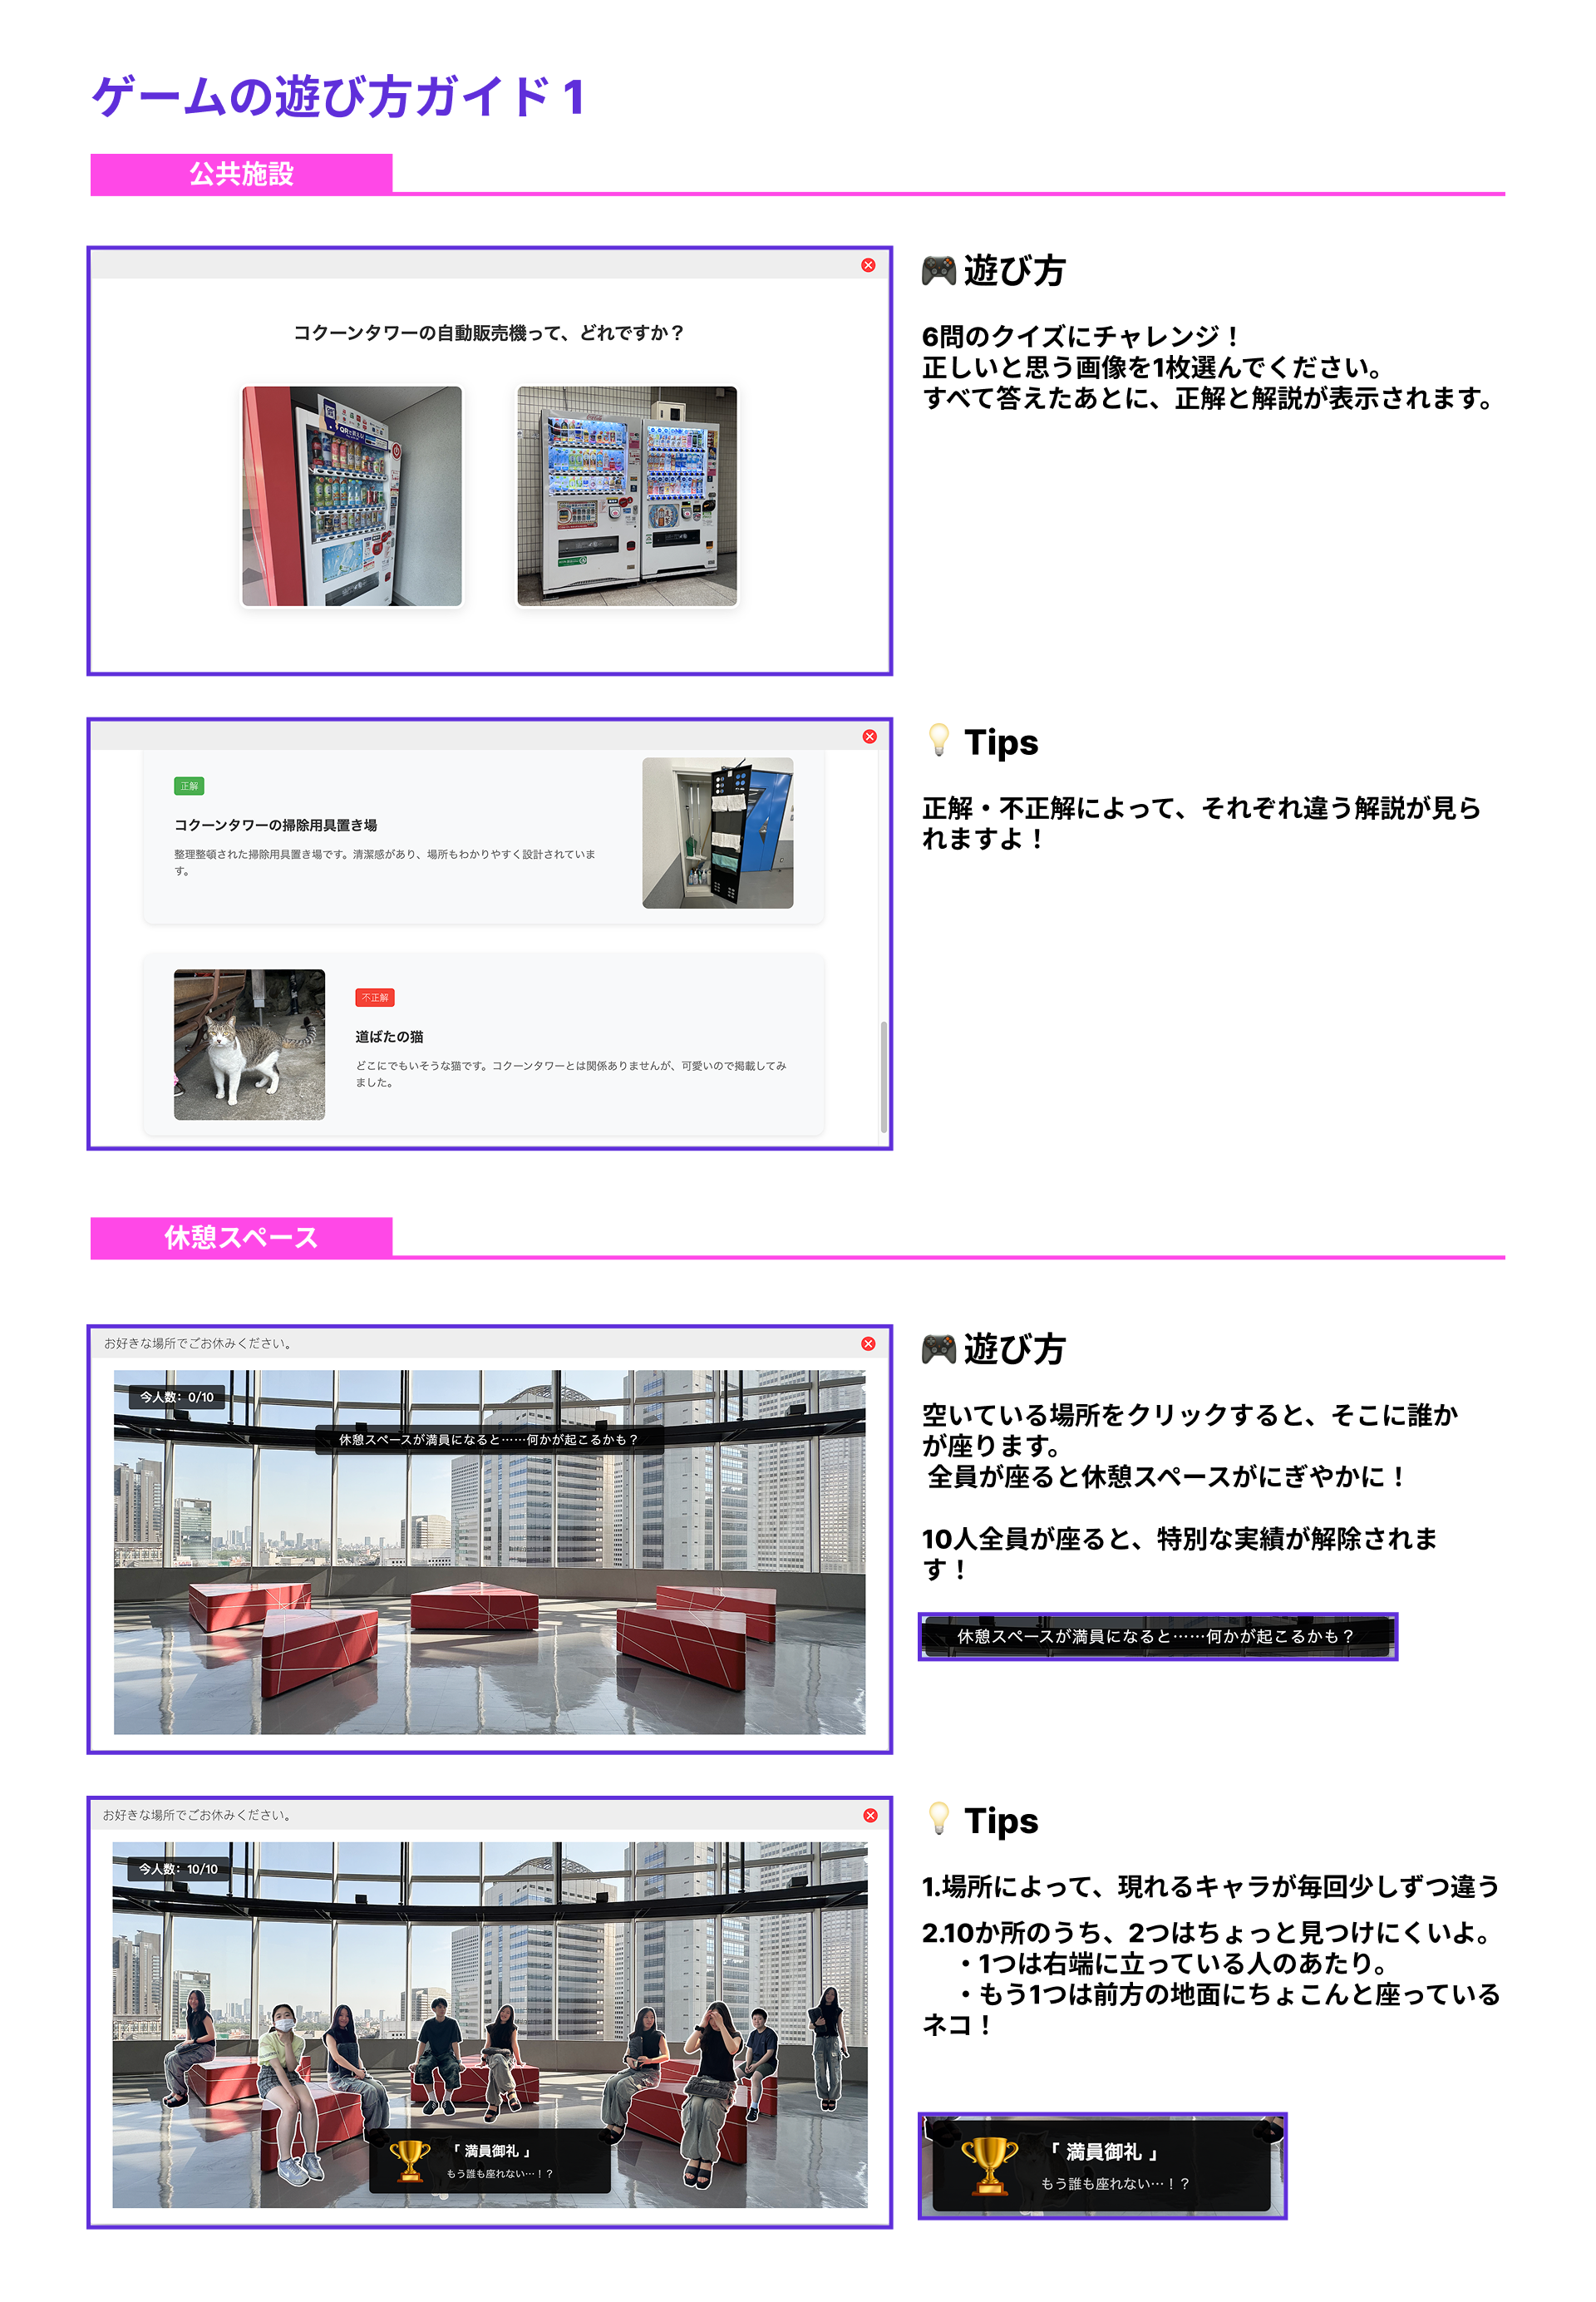 ゲームの遊び方ガイド 1
公共施設
コクーンタワーの自動販売機って、どれですか？
🎮 遊び方
6問のクイズにチャレンジ！
正しいと思う画像を1枚選んでください。
すべて答えたあとに、正解と解説が表示されます。
正解
コクーンタワーの掃除用具置き場
整理整頓された掃除用具置き場です。清潔感があり、場所もわかりやすく設計されていま
す。
不正解
道ばたの猫
どこにでもいそうな猫です。コクーンタワーとは関係ありませんが、可愛いので掲載してみ
ました。
💡 Tips
正解・不正解によって、それぞれ違う解説が見ら
れますよ！
休憩スペース
お好きな場所でごお休みください。
今人数：0/10
休憩スペースが満員になると……何かが起こるかも？
🎮 遊び方
空いている場所をクリックすると、そこに誰か
が座ります。
全員が座ると休憩スペースがにぎやかに！
10人全員が座ると、特別な実績が解除されま
す！
休憩スペースが満員になると……何かが起こるかも？
お好きな場所でごお休みください。
今人数：10/10
「 満員御礼 」
もう誰も座れない…！？
💡 Tips
1.場所によって、現れるキャラが毎回少しずつ違う
2.10か所のうち、2つはちょっと見つけにくいよ。
・1つは右端に立っている人のあたり。
・もう1つは前方の地面にちょこんと座っている
ネコ！
「 満員御礼 」
もう誰も座れない…！？